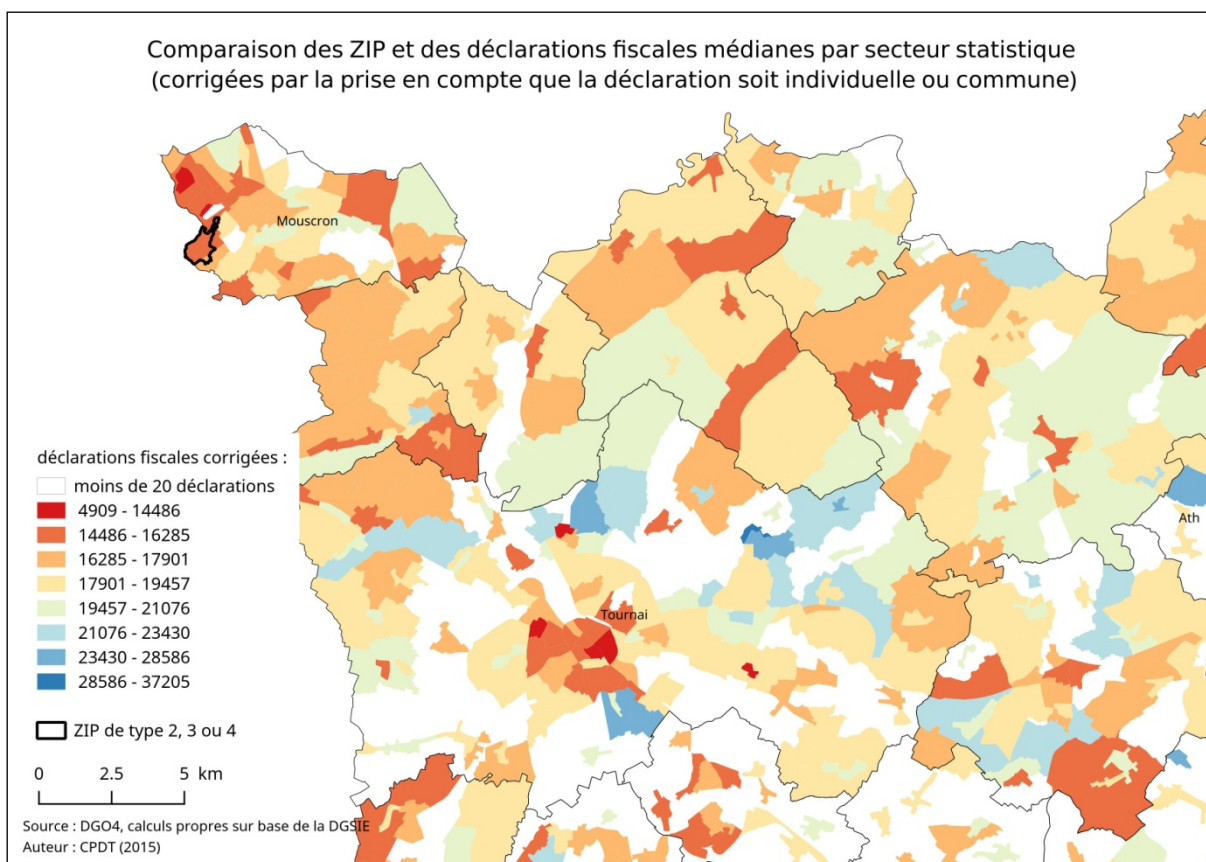 Comparaison des ZIP et des déclarations fiscales médianes par secteur statistique
(corrigées par la prise en compte que la déclaration soit individuelle ou commune)
Mouscron
Ath
Tournai
déclarations fiscales corrigées :
moins de 20 déclarations
4909 - 14486
14486 - 16285
16285 - 17901
17901 - 19457
19457 - 21076
21076 - 23430
23430 - 28586
28586 - 37205
ZIP de type 2, 3 ou 4
0 2.5 5 km
Source : DGO4, calculs propres sur base de la DGSIE
Auteur : CPDT (2015)